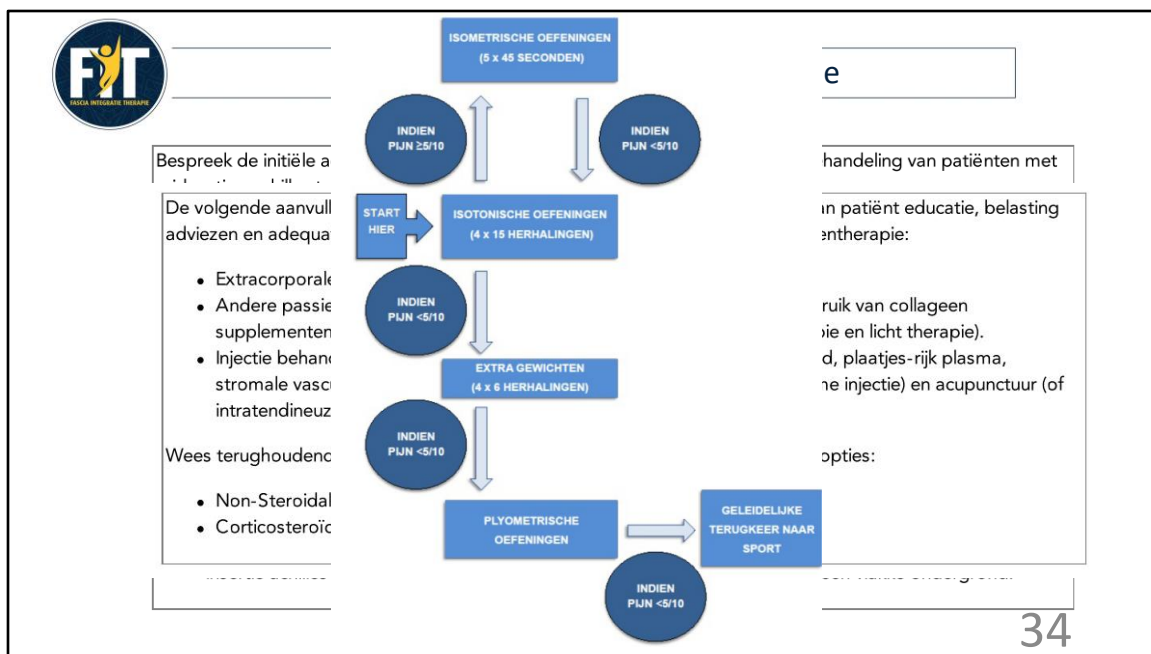 FIT
FASCIA INTEGRATIE THERAPIE
e
ISOMETRISCHE OEFENINGEN
(5 x 45 SECONDEN)
INDIEN
PIJN ≥5/10
INDIEN
PIJN <5/10
Bespreek de initiële a
handeling van patiënten met
De volgende aanvull
an patiënt educatie, belasting
adviezen en adequa
entherapie:
START
HIER
ISOTONISCHE OEFENINGEN
(4 x 15 HERHALINGEN)
• Extracorporale
• Andere passie
ruik van collageen
supplementen
pie en licht therapie).
• Injectie behand
d, plaatjes-rijk plasma,
stromale vascu
ne injectie) en acupunctuur (of
intratendineuz
INDIEN
PIJN <5/10
EXTRA GEWICHTEN
(4 x 6 HERHALINGEN)
INDIEN
PIJN <5/10
Wees terughoudend
opties:
• Non-Steroidal
• Corticosteroïd
PLYOMETRISCHE
OEFENINGEN
GELEIDELIJKE
TERUGKEER NAAR
SPORT
INDIEN
PIJN <5/10
34